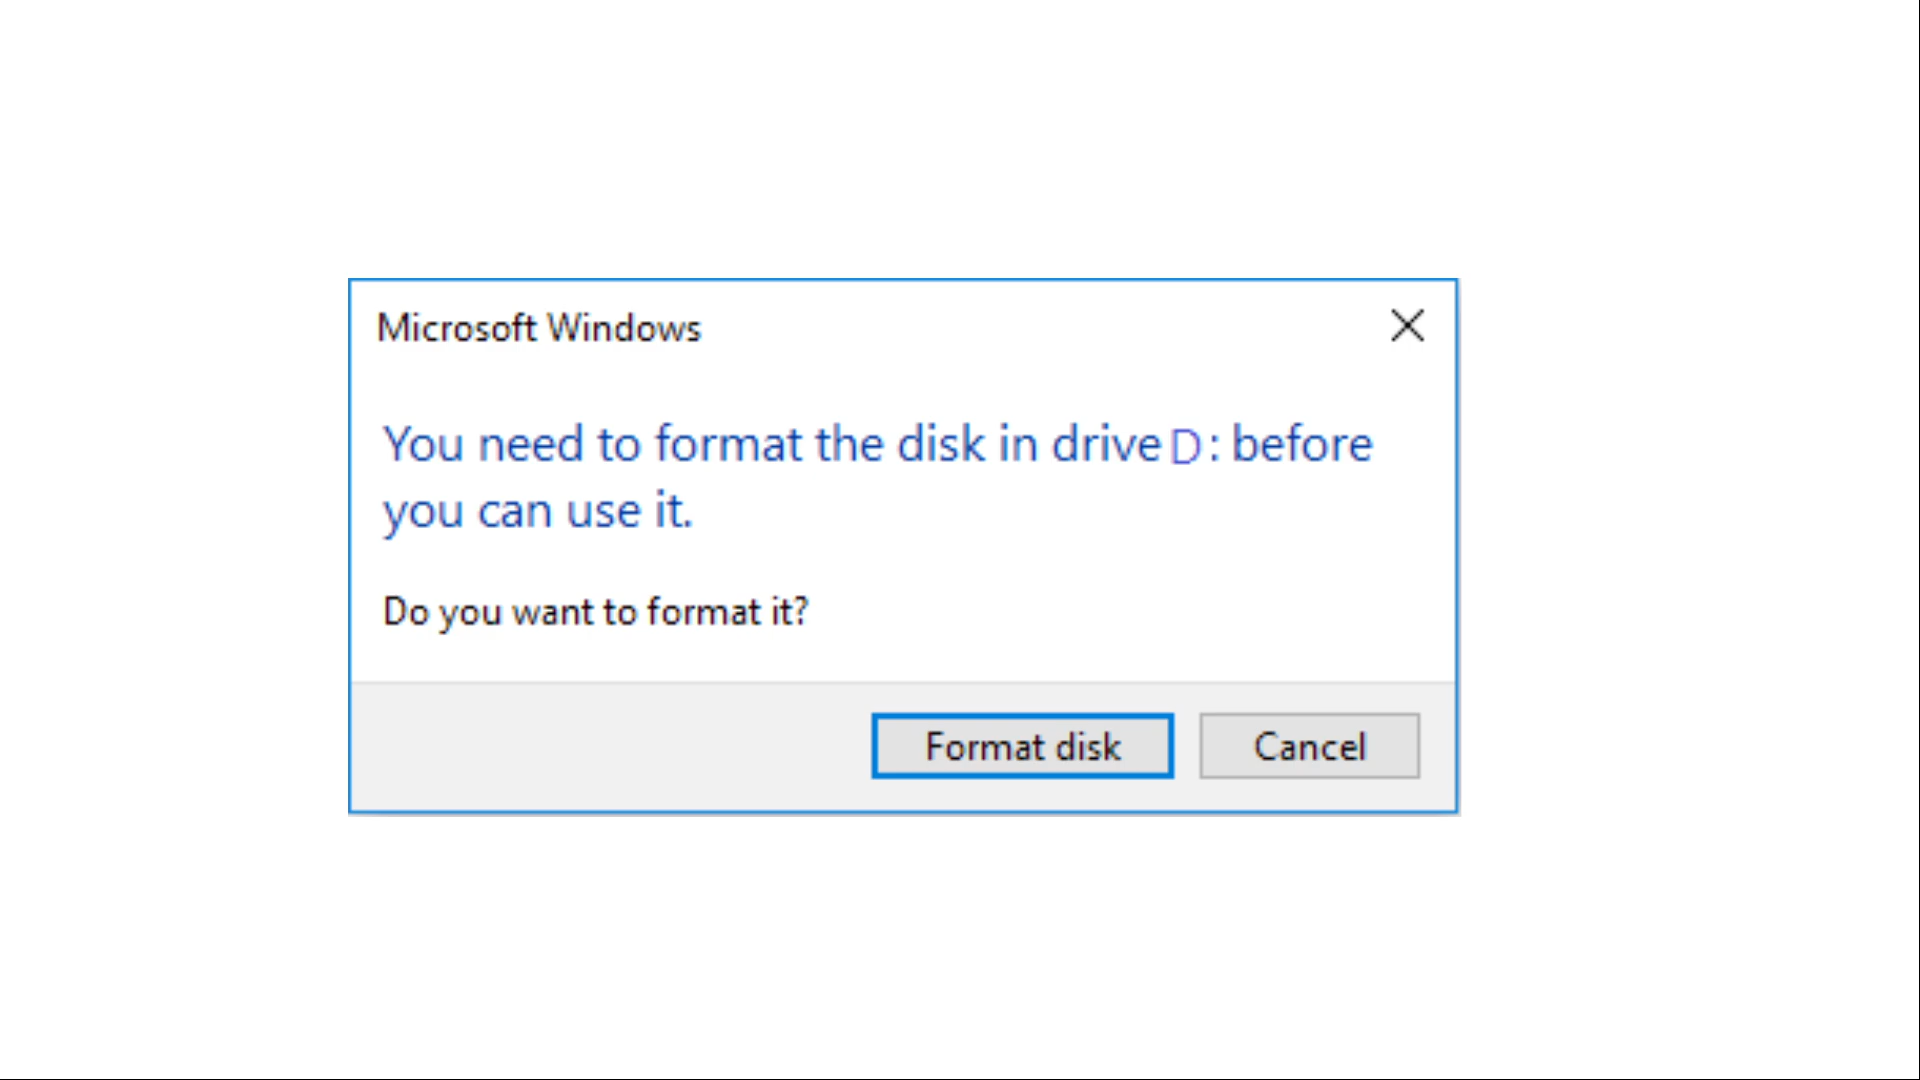 Microsoft Windows
You need to format the disk in drive D: before
you can use it.
Do you want to format it?
Format disk Cancel